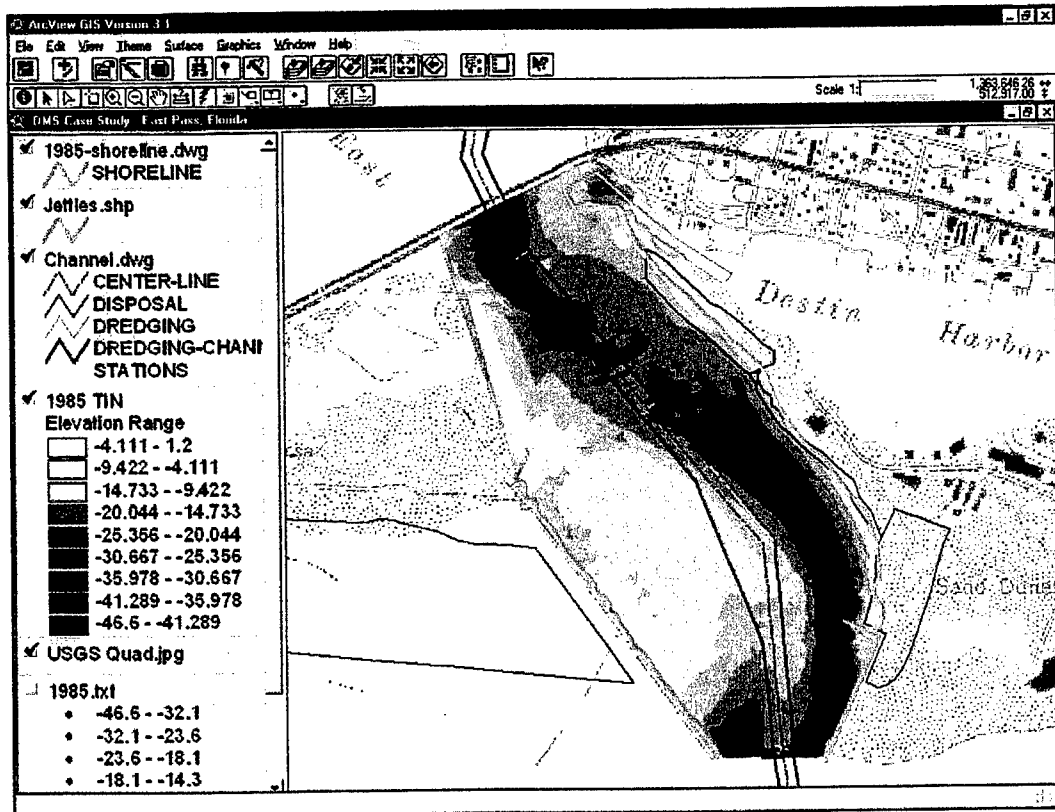 ArcView GIS Version 3.1
File Edit View Theme Surface Graphics Window Help
Scale 1:
1,363,646.26
512,917.00
DMS Case Study - East Pass, Florida
1985-shoreline.dwg
SHORELINE
Jetties.shp
Channel.dwg
CENTER-LINE
DISPOSAL
DREDGING
DREDGING-CHANI
STATIONS
1985 TIN
Elevation Range
-4.111 - 1.2
-9.422 - -4.111
-14.733 - -9.422
-20.044 - -14.733
-25.356 - -20.044
-30.667 - -25.356
-35.978 - -30.667
-41.289 - -35.978
-46.6 - -41.289
USGS Quad.jpg
1985.txt
-46.6 - -32.1
-32.1 - -23.6
-23.6 - -18.1
-18.1 - -14.3
Destin
Harbor
Sand Dunes